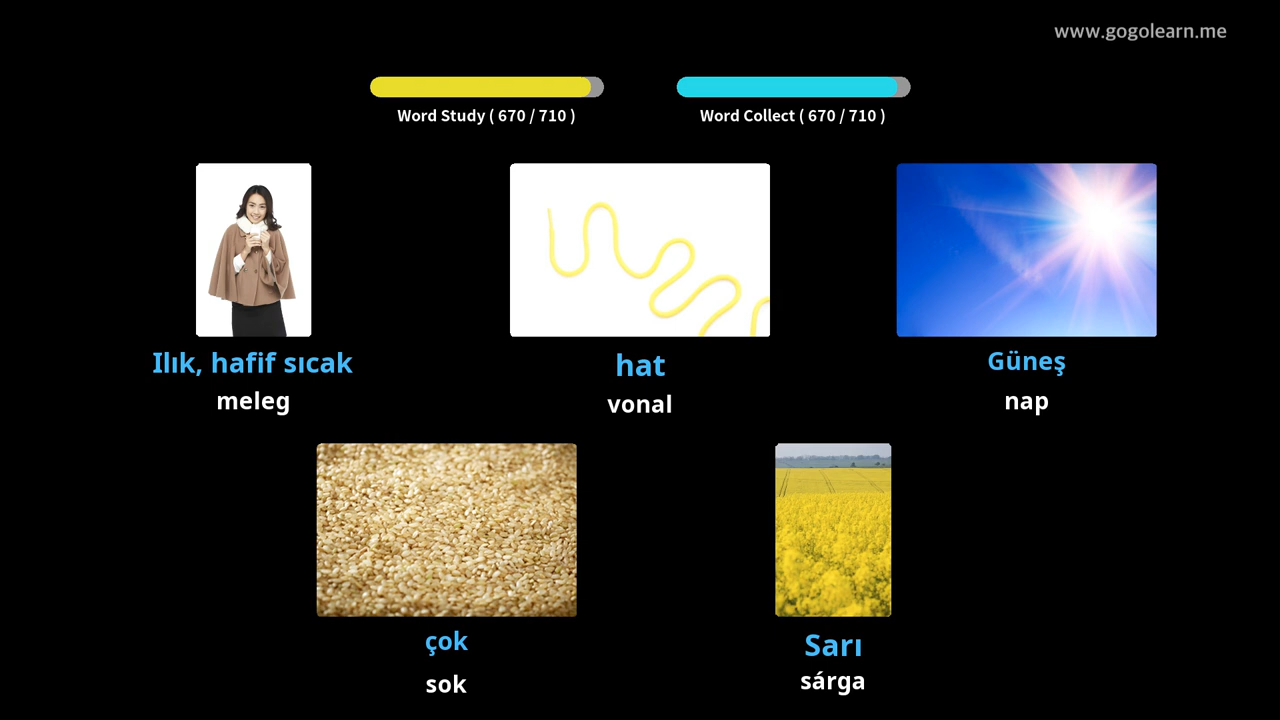 www.gogolearn.me
Word Study ( 670 / 710 )
Word Collect ( 670 / 710 )
Ilık, hafif sıcak
meleg
hat
vonal
Güneş
nap
çok
sok
Sarı
sárga